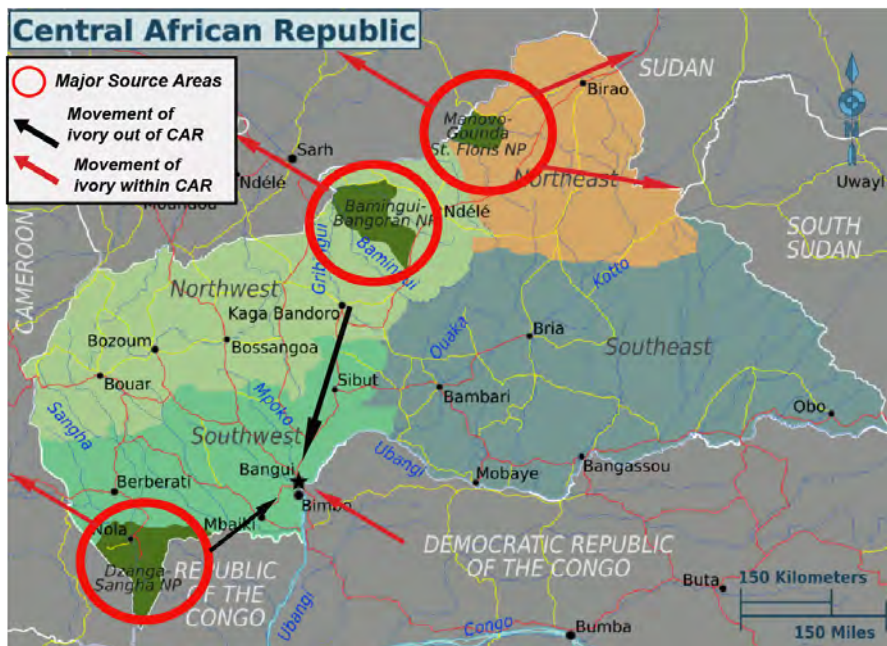 Central African Republic
Major Source Areas
Movement of
ivory out of CAR
Movement of
ivory within CAR
SUDAN
Birao
Manovo-
Gounda
St. Floris NP
N
Sarh
Ndélé
Northeast
Uwayl
Bamingui-
Bangoran NP
Ndélé
SOUTH
SUDAN
CAMEROON
Gribingui
Bamingui
Kotto
Northwest
Kaga Bandoro
Bria
Ouaka
Southeast
Bozoum
Bossangoa
Bouar
Sibut
Bambari
Mpoko
Obo
Sangha
Southwest
Ubangi
Bangui
Mobaye
Bangassou
Berberati
Bimbo
Nola
Mbaiki
DEMOCRATIC REPUBLIC
OF THE CONGO
Dzanga-
Sangha NP
REPUBLIC
OF THE
CONGO
Buta
150 Kilometers
150 Miles
Ubangi
Congo
Bumba